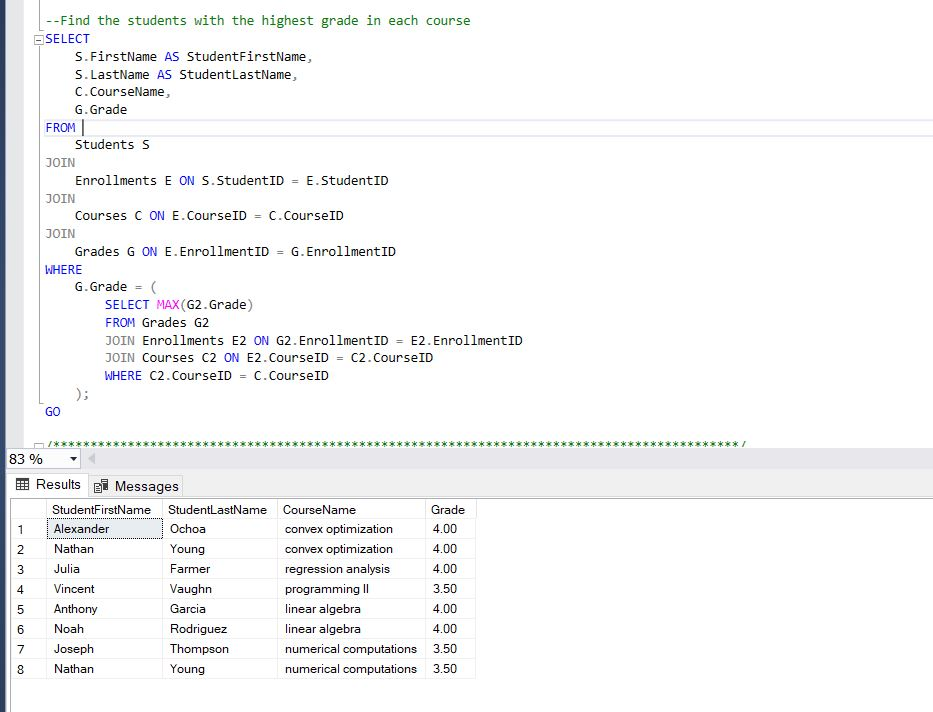 --Find the students with the highest grade in each course
SELECT
S.FirstName AS StudentFirstName,
S.LastName AS StudentLastName,
C.CourseName,
G.Grade
FROM
Students S
JOIN
Enrollments E ON S.StudentID = E.StudentID
JOIN
Courses C ON E.CourseID = C.CourseID
JOIN
Grades G ON E.EnrollmentID = G.EnrollmentID
WHERE
G.Grade = (
SELECT MAX(G2.Grade)
FROM Grades G2
JOIN Enrollments E2 ON G2.EnrollmentID = E2.EnrollmentID
JOIN Courses C2 ON E2.CourseID = C2.CourseID
WHERE C2.CourseID = C.CourseID
);
GO
/********************************************************************************************/
83 %
Results Messages
StudentFirstName StudentLastName CourseName Grade
1 Alexander Ochoa convex optimization 4.00
2 Nathan Young convex optimization 4.00
3 Julia Farmer regression analysis 4.00
4 Vincent Vaughn programming II 3.50
5 Anthony Garcia linear algebra 4.00
6 Noah Rodriguez linear algebra 4.00
7 Joseph Thompson numerical computations 3.50
8 Nathan Young numerical computations 3.50